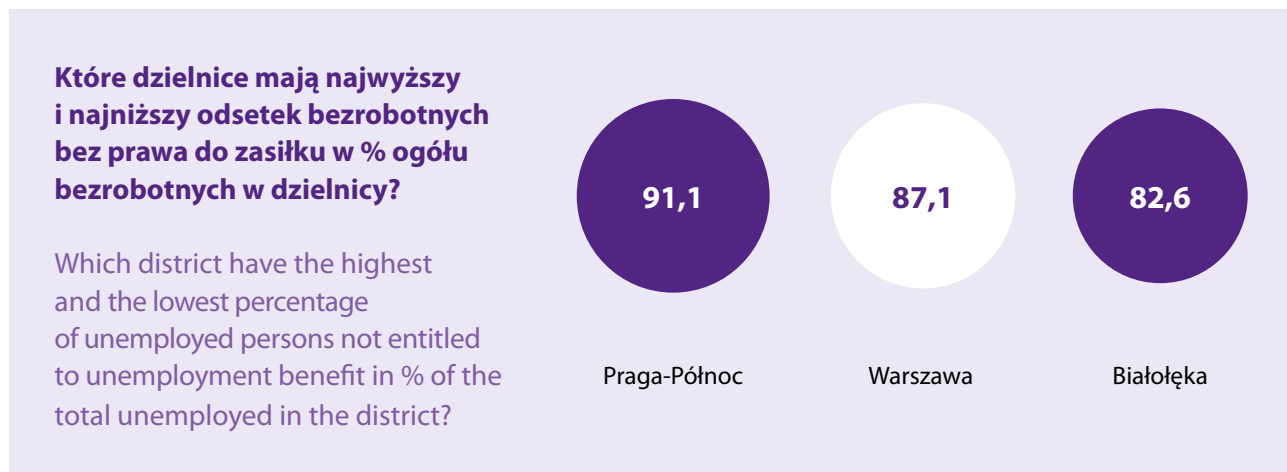 Które dzielnice mają najwyższy
i najniższy odsetek bezrobotnych
bez prawa do zasiłku w % ogółu
bezrobotnych w dzielnicy?
Which district have the highest
and the lowest percentage
of unemployed persons not entitled
to unemployment benefit in % of the
total unemployed in the district?
91,1
87,1
82,6
Praga-Północ
Warszawa
Białołęka